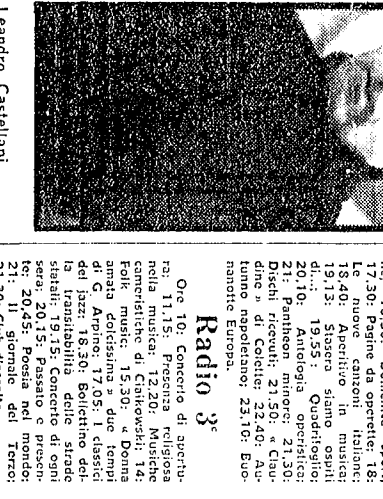 Leandro Castellani
17,30: Pagine da operette; 18:
Le nuove canzoni italiane;
18,40: Aperitivo in musica;
19,13: Stasera siamo ospiti
di...; 19,55: Quadrifoglio;
20,10: Antologia operistica;
21: Pantheon minore; 21,30:
Dischi ricevuti; 21,50: « Clau-
dine » di Colette; 22,40: Au-
tunno napoletano; 23,10: Buo-
nanotte Europa.
Radio 3°
Ore 10: Concerto di apertu-
ra; 11,15: Presenza religiosa
nella musica; 12,20: Musiche
cameristiche di Ciaikowski; 14:
Folk music; 15,30: « Donna
amata dolcissima » due tempi
di G. Arpino; 17,05: I classici
del jazz; 18,30: Bollettino del-
la transitabilità delle strade
statali; 19,15: Concerto di ogni
sera; 20,15: Passato e presen-
te; 20,45: Poesia nel mondo;
21: Il giornale del Terzo;